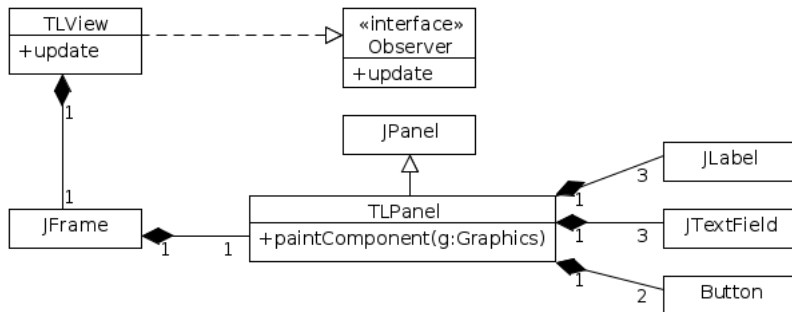 TLView
+update
«interface»
Observer
+update
1
JPanel
1
JFrame
1
1
TLPanel
+paintComponent(g:Graphics)
1
3
JLabel
1
3
JTextField
1
2
Button